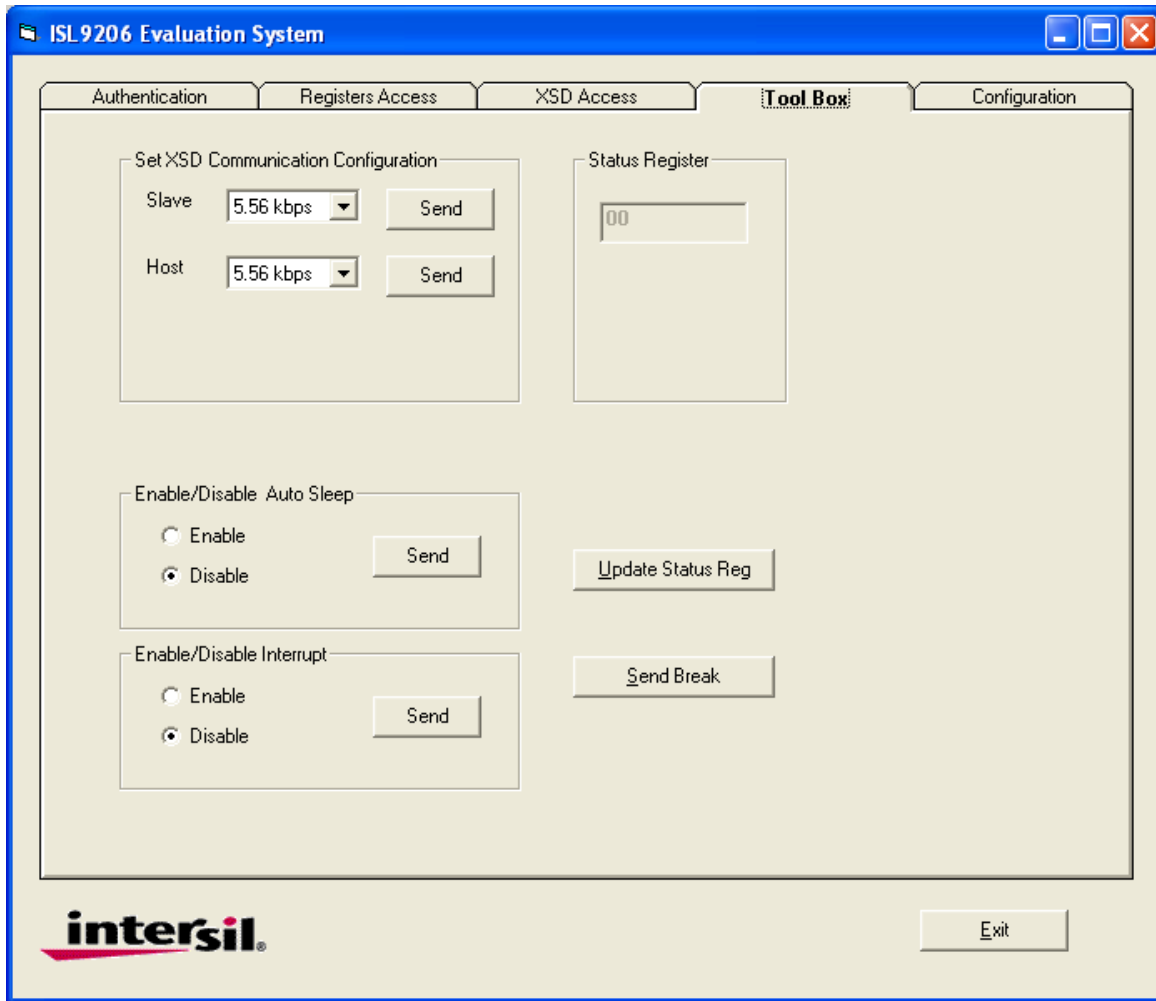 ISL9206 Evaluation System
Authentication
Registers Access
XSD Access
Tool Box
Configuration
Set XSD Communication Configuration
Slave
5.56 kbps
Send
Host
5.56 kbps
Send
Status Register
00
Enable/Disable Auto Sleep
Enable
Disable
Send
Update Status Reg
Enable/Disable Interrupt
Enable
Disable
Send
Send Break
intersil®
Exit